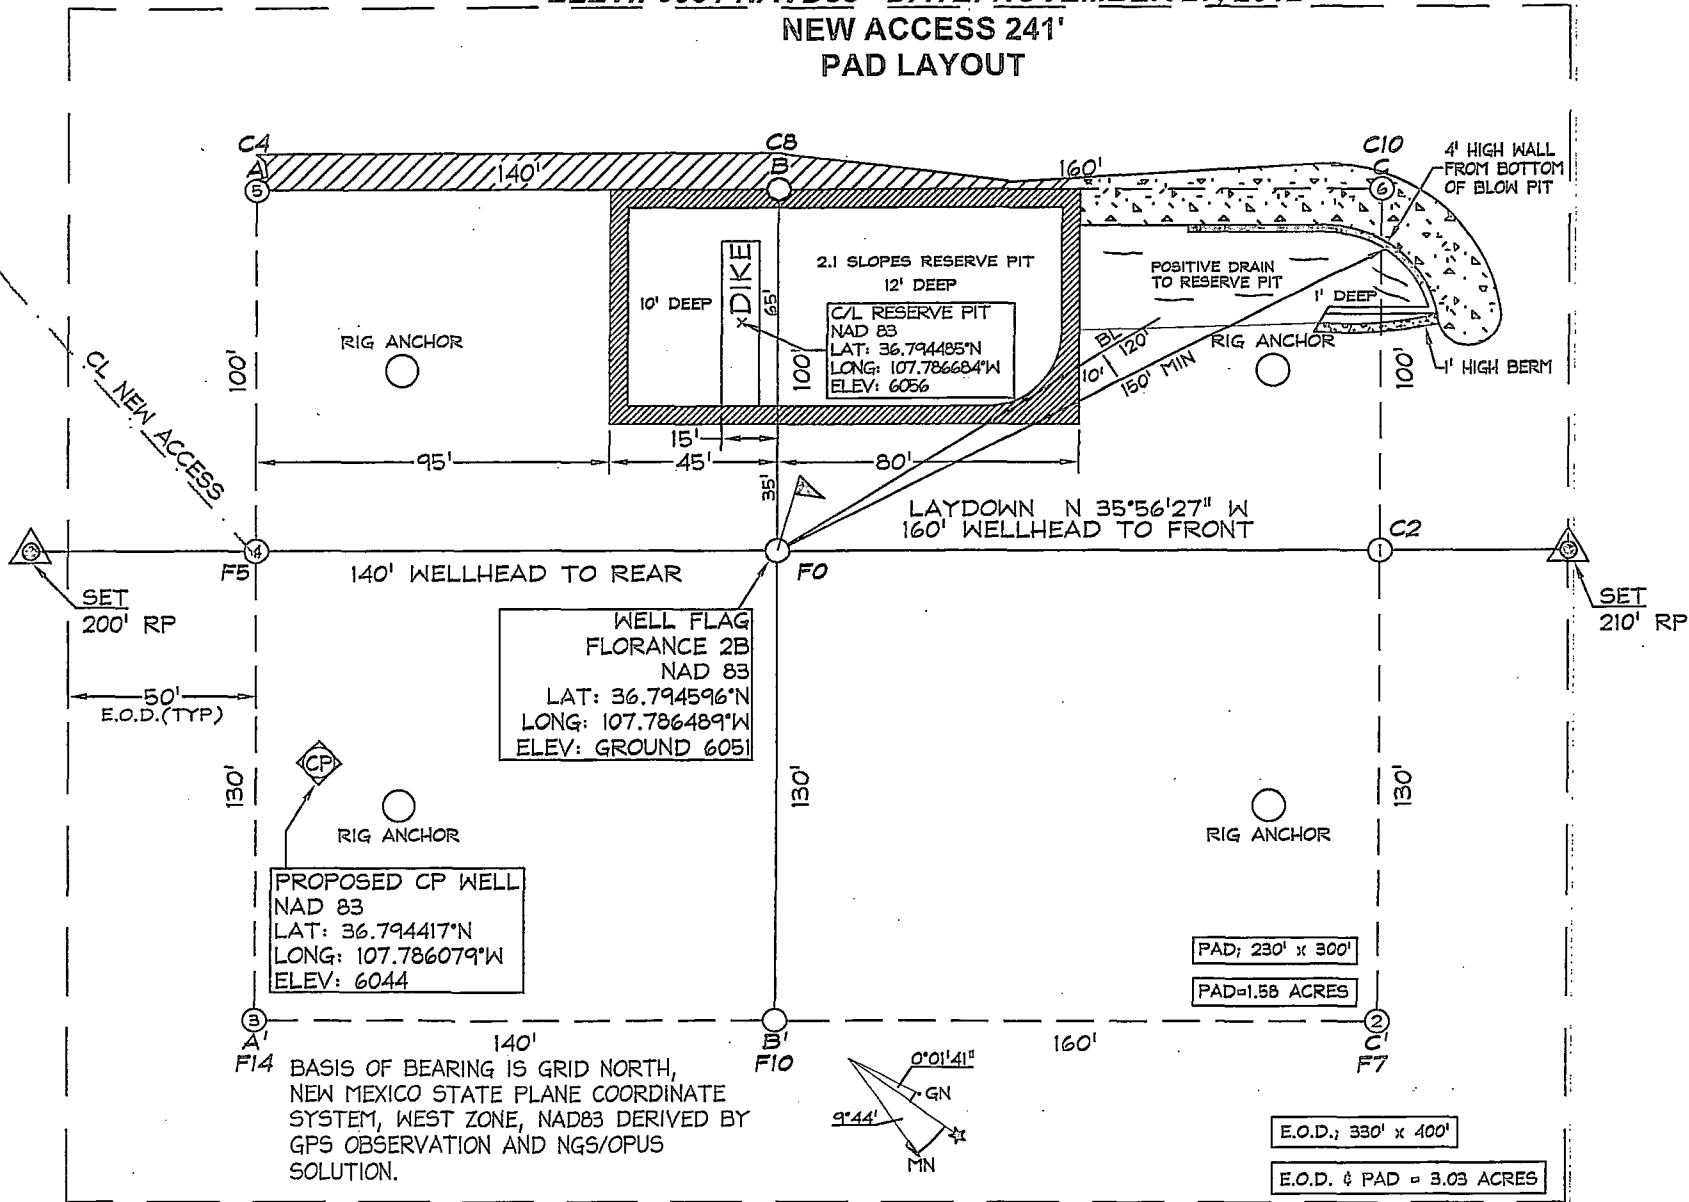 NEW ACCESS 241'
PAD LAYOUT
C4
A
5
140'
C8
B
160'
C10
C
6
4' HIGH WALL
FROM BOTTOM
OF BLOW PIT
2.1 SLOPES RESERVE PIT
12' DEEP
10' DEEP
DIKE
x
65'
C/L RESERVE PIT
NAD 83
LAT: 36.794485°N
LONG: 107.786684°W
ELEV: 6056
POSITIVE DRAIN
TO RESERVE PIT
1' DEEP
1' HIGH BERM
RIG ANCHOR
RIG ANCHOR
BL
120'
10'
150' MIN
100'
100'
100'
CL NEW ACCESS
15'
95'
45'
80'
35'
LAYDOWN N 35°56'27" W
160' WELLHEAD TO FRONT
4
F5
140' WELLHEAD TO REAR
F0
1
C2
SET
200' RP
SET
210' RP
WELL FLAG
FLORANCE 2B
NAD 83
LAT: 36.794596°N
LONG: 107.786489°W
ELEV: GROUND 6051
50'
E.O.D.(TYP)
CP
130'
130'
130'
RIG ANCHOR
RIG ANCHOR
PROPOSED CP WELL
NAD 83
LAT: 36.794417°N
LONG: 107.786079°W
ELEV: 6044
PAD; 230' x 300'
PAD=1.58 ACRES
3
A'
F14
140'
B'
F10
160'
2
C'
F7
BASIS OF BEARING IS GRID NORTH,
NEW MEXICO STATE PLANE COORDINATE
SYSTEM, WEST ZONE, NAD83 DERIVED BY
GPS OBSERVATION AND NGS/OPUS
SOLUTION.
0°01'41"
GN
9°44'
MN
E.O.D.; 330' x 400'
E.O.D. & PAD = 3.03 ACRES